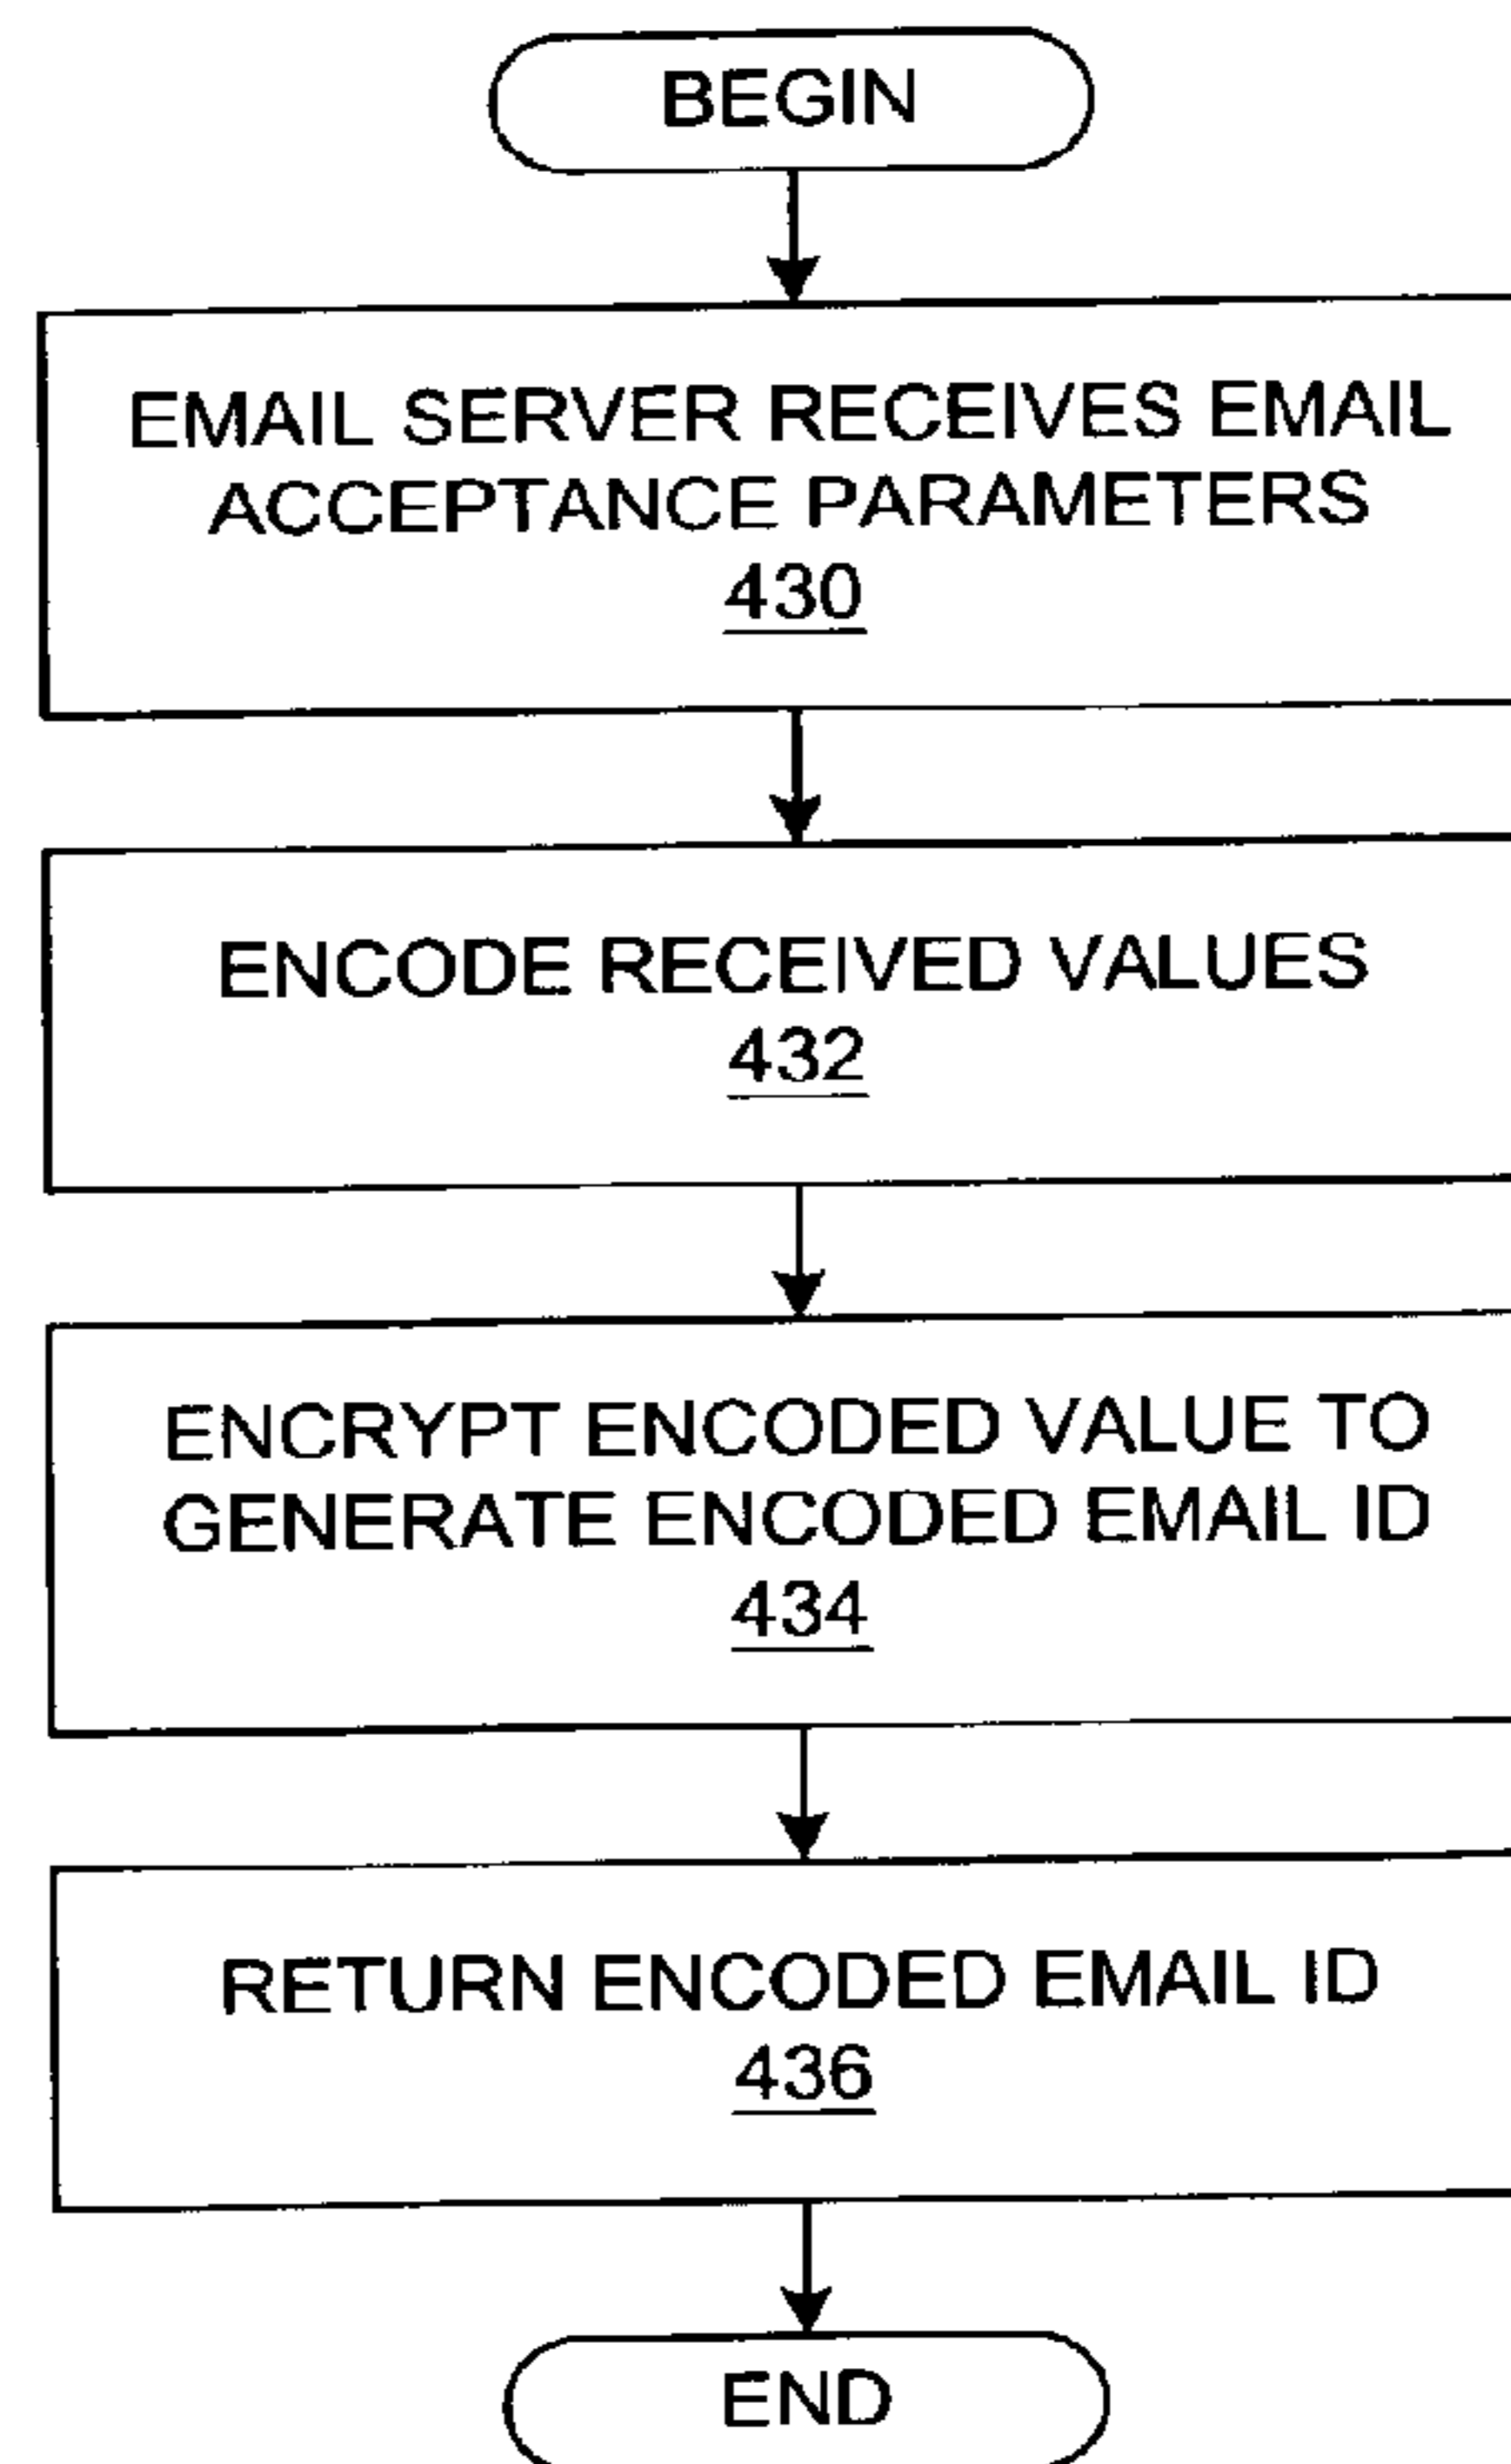 BEGIN
EMAIL SERVER RECEIVES EMAIL
ACCEPTANCE PARAMETERS
430
ENCODE RECEIVED VALUES
432
ENCRYPT ENCODED VALUE TO
GENERATE ENCODED EMAIL ID
434
RETURN ENCODED EMAIL ID
436
END